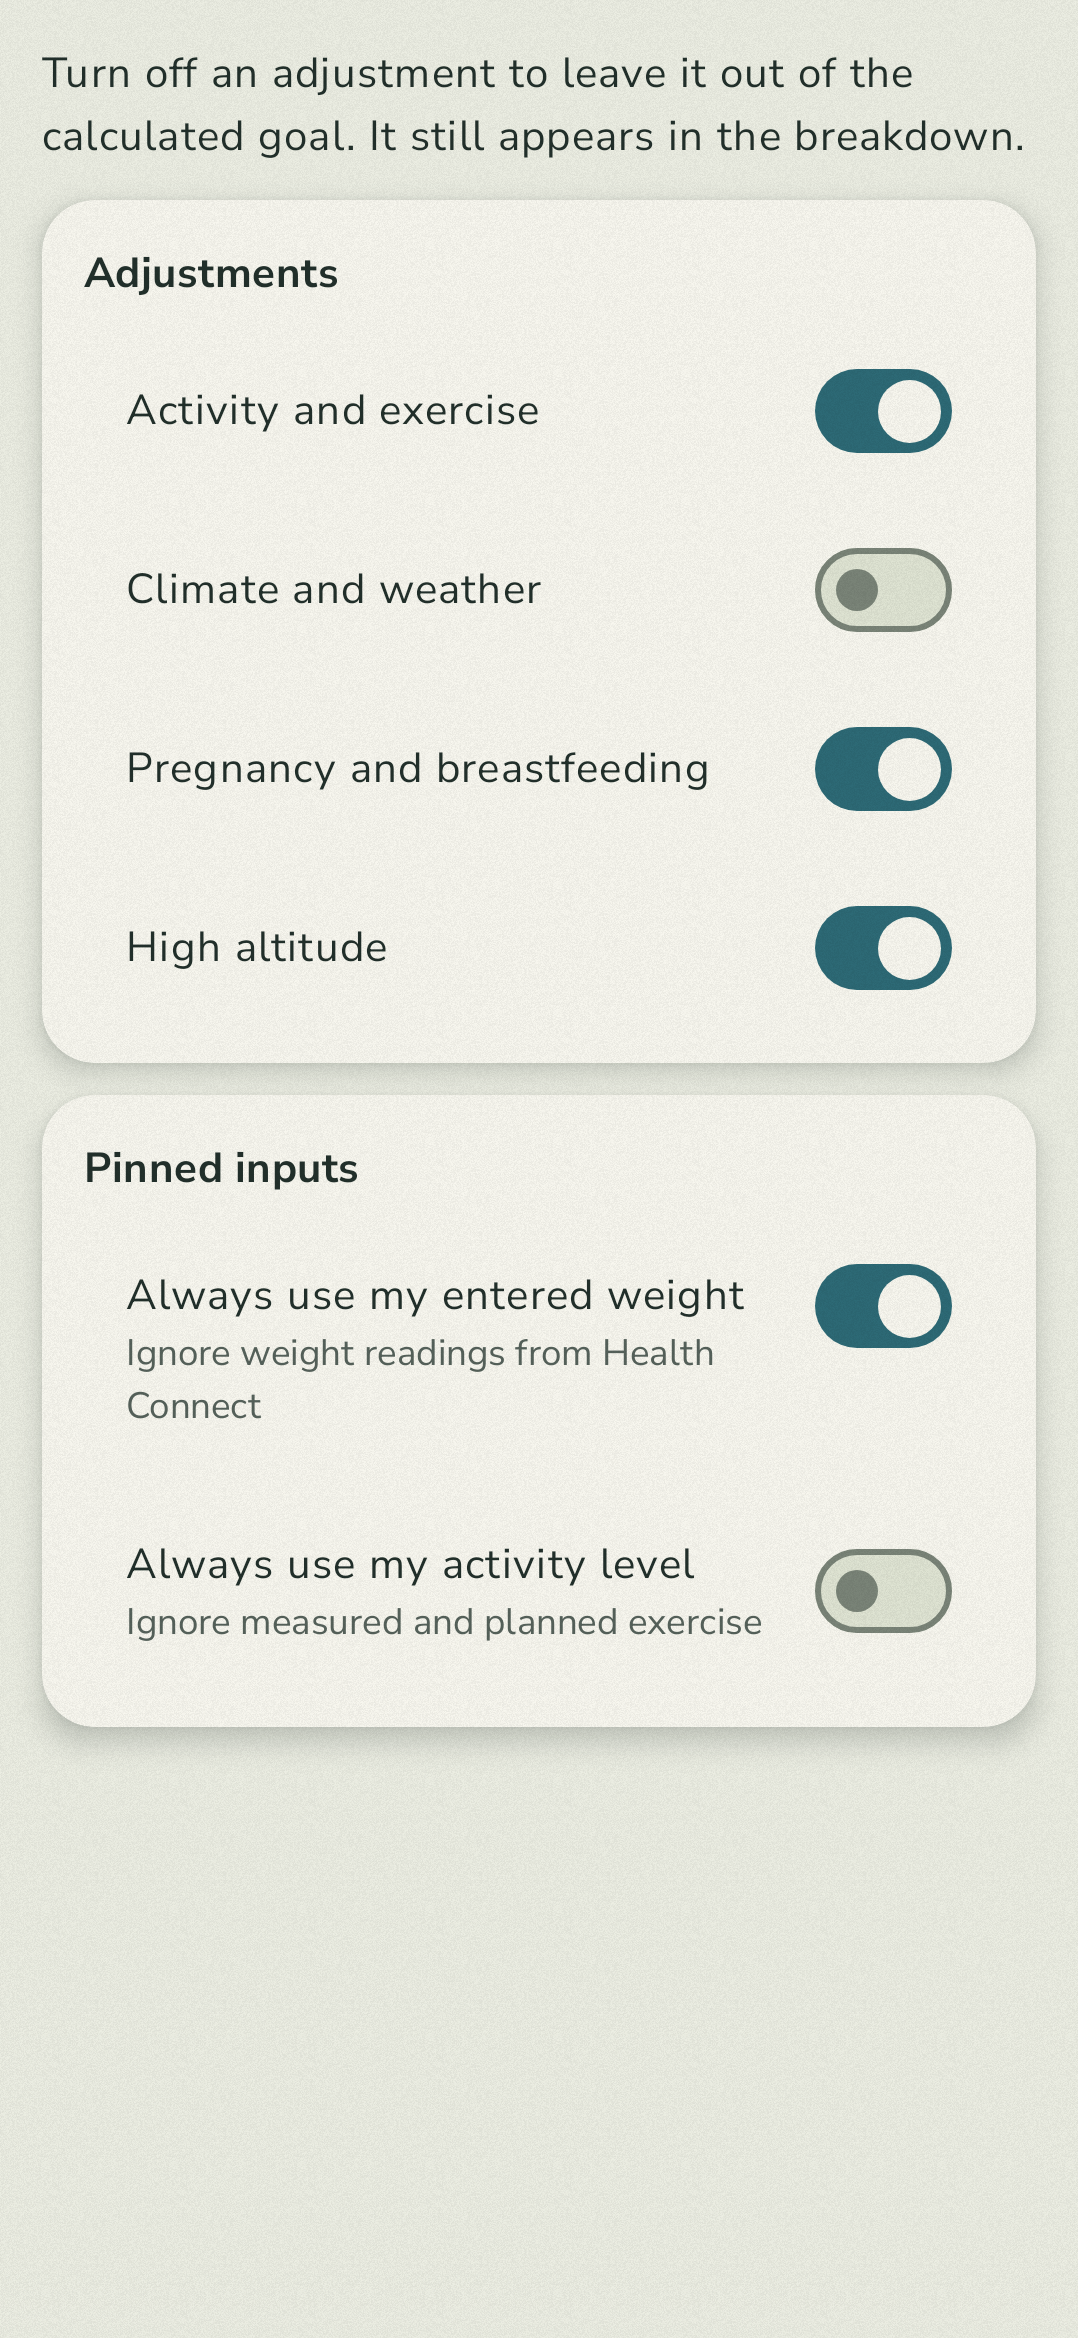 Turn off an adjustment to leave it out of the
calculated goal. It still appears in the breakdown.
Adjustments
Activity and exercise
Climate and weather
Pregnancy and breastfeeding
High altitude
Pinned inputs
Always use my entered weight
Ignore weight readings from Health
Connect
Always use my activity level
Ignore measured and planned exercise